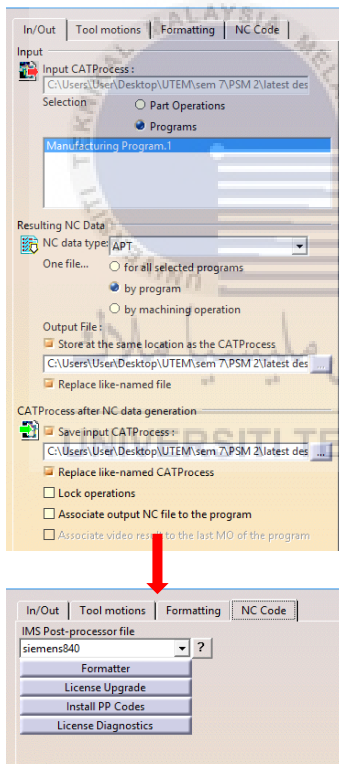 In/Out Tool motions Formatting NC Code
Input
Input CATProcess :
C:\Users\User\Desktop\UTEM\sem 7\PSM 2\latest des
Selection Part Operations
Programs
Manufacturing Program.1
Resulting NC Data
NC data type: APT
One file... for all selected programs
by program
by machining operation
Output File :
Store at the same location as the CATProcess
C:\Users\User\Desktop\UTEM\sem 7\PSM 2\latest des ...
Replace like-named file
CATProcess after NC data generation
Save input CATProcess :
C:\Users\User\Desktop\UTEM\sem 7\PSM 2\latest des ...
Replace like-named CATProcess
Lock operations
Associate output NC file to the program
Associate video result to the last MO of the program
In/Out Tool motions Formatting NC Code
IMS Post-processor file
siemens840 ?
Formatter
License Upgrade
Install PP Codes
License Diagnostics
MALAYSIA
TEKNIKAL
UNIVERSITI TE
مليسيا ملاك